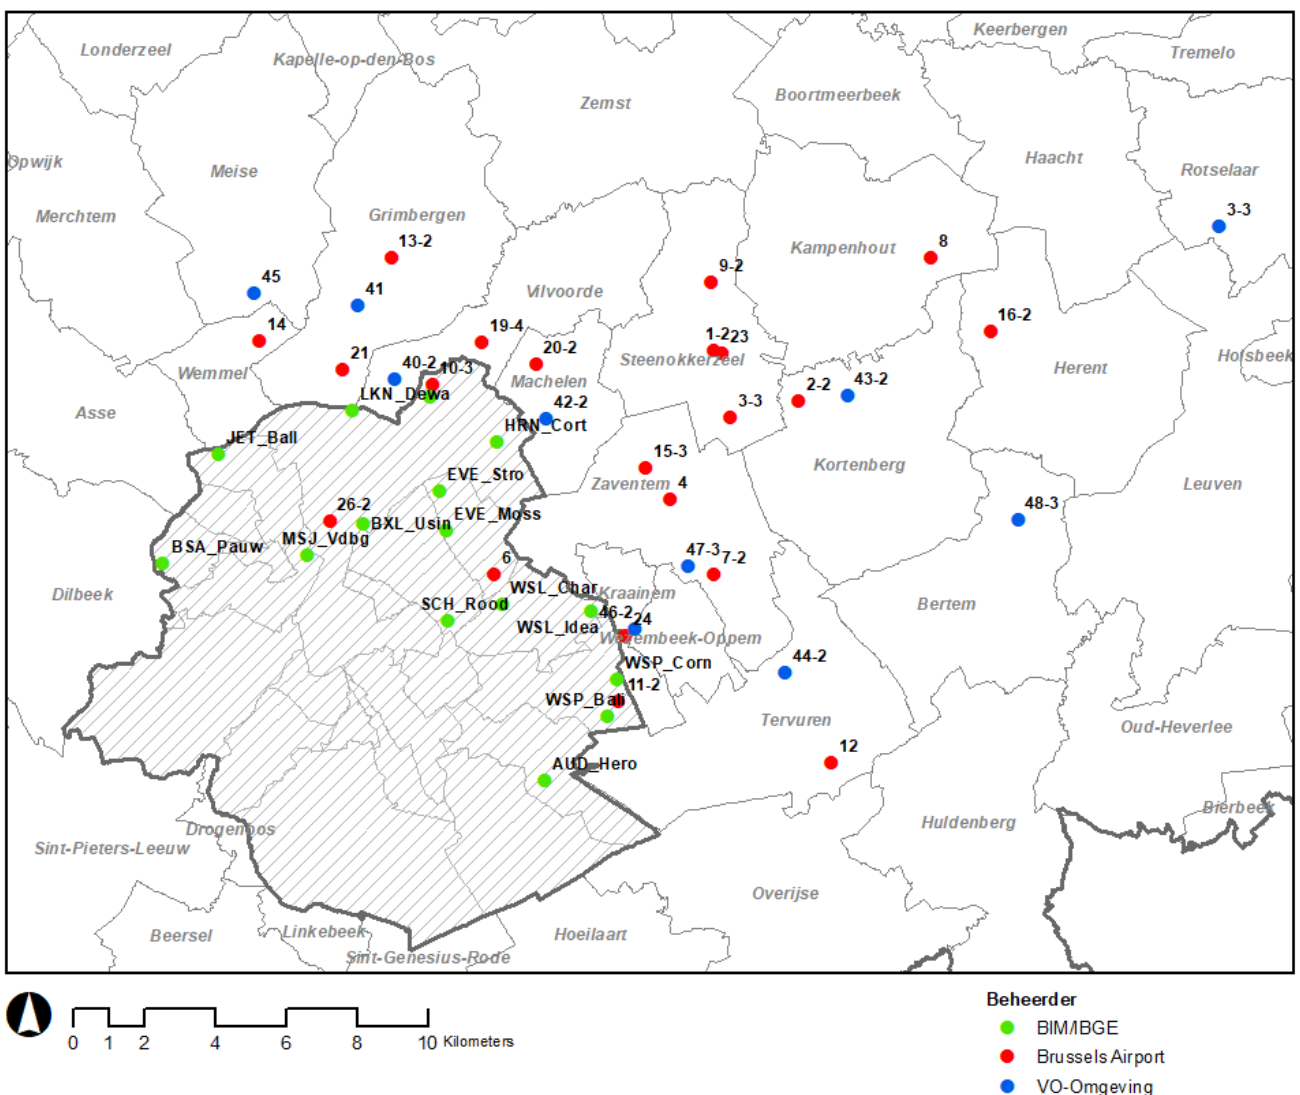 Keerbergen
Londerzeel
Kapelle-op-den-Bos
Tremelo
Zemst
Boortmeerbeek
Opwijk
Meise
Haacht
Rotselaar
Merchtem
Grimbergen
3-3
13-2
Kampenhout
8
45
41
9-2
Vilvoorde
14
19-4
1-2 23
16-2
21
40-2
10-3
20-2
Steenokkerzeel
Holsbeek
Wemmel
Machelen
2-2
43-2
Herent
LKN_Dewa
Asse
42-2
3-3
HRN_Cort
JET_Ball
15-3
Kortenberg
EVE_Stro
Zaventem
4
Leuven
26-2
BXL_Usin
EVE_Moss
48-3
MSJ_Vdbg
BSA_Pauw
6
47-3
7-2
Dilbeek
WSL_Char
Kraainem
SCH_Rood
Bertem
46-2
24
WSL_Idea
Wezembeek-Oppem
WSP_Corn
44-2
11-2
WSP_Bali
Tervuren
Oud-Heverlee
12
AUD_Hero
Bierbeek
Drogenbos
Huldenberg
Sint-Pieters-Leeuw
Overijse
Beersel
Linkebeek
Hoeilaart
Sint-Genesius-Rode
0 1 2 4 6 8 10 Kilometers
Beheerder
BIM/IBGE
Brussels Airport
VO-Omgeving